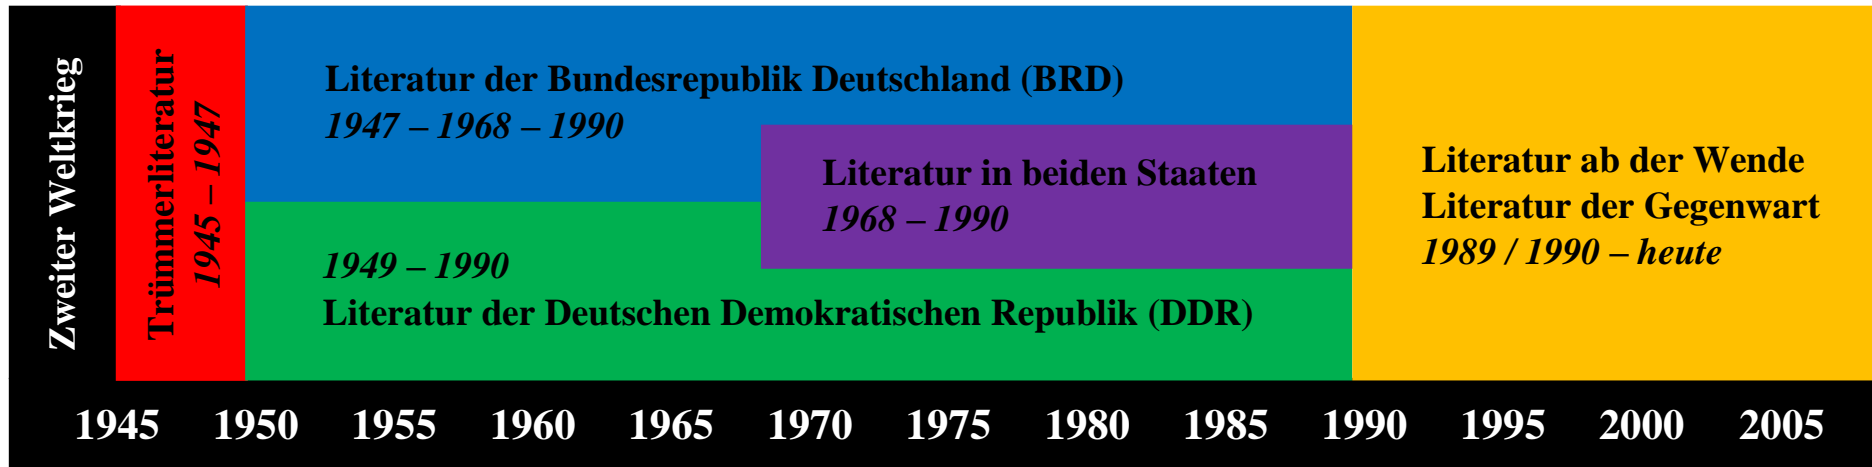 Zweiter Weltkrieg
Trümmerliteratur
1945 – 1947
Literatur der Bundesrepublik Deutschland (BRD)
1947 – 1968 – 1990
Literatur in beiden Staaten
1968 – 1990
1949 – 1990
Literatur der Deutschen Demokratischen Republik (DDR)
Literatur ab der Wende
Literatur der Gegenwart
1989 / 1990 – heute
1945 1950 1955 1960 1965 1970 1975 1980 1985 1990 1995 2000 2005